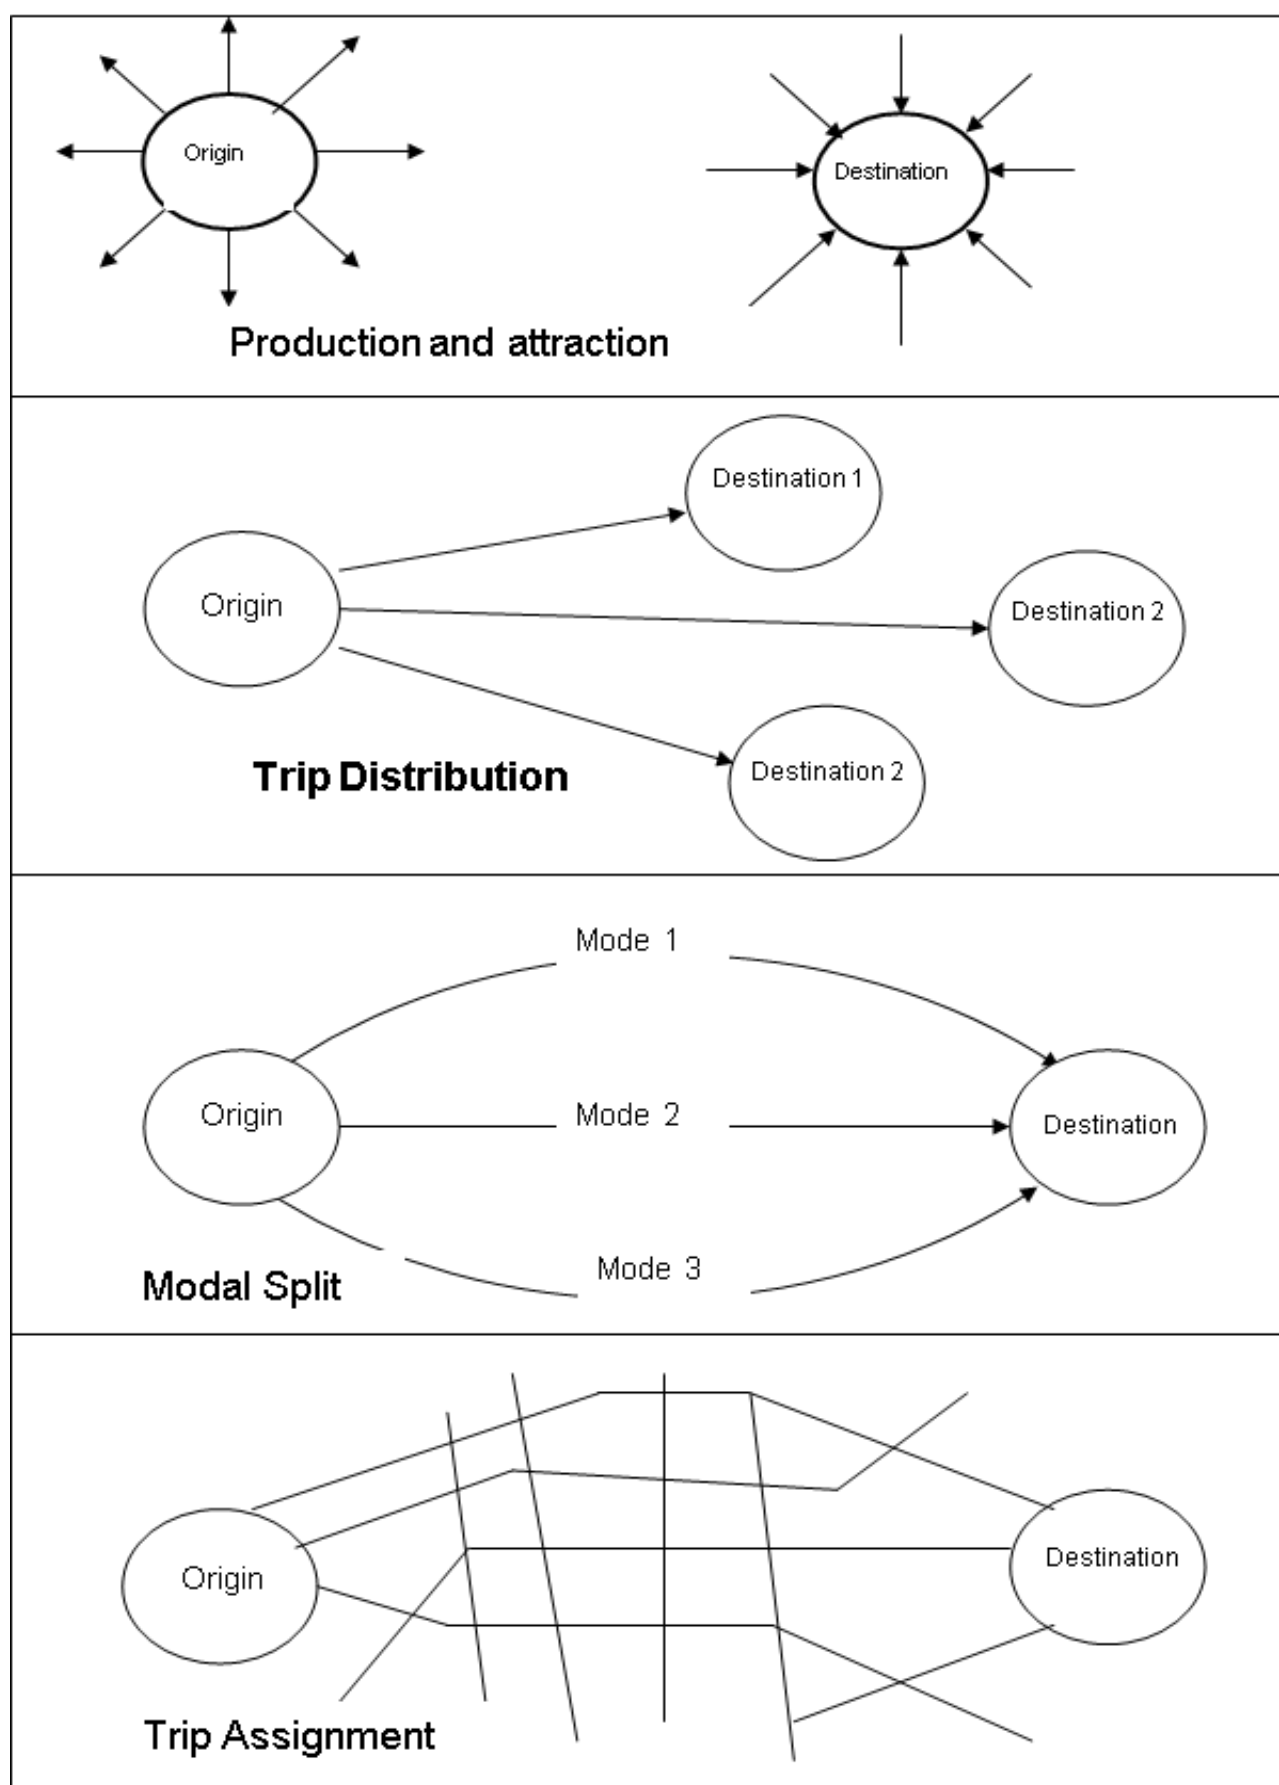 Origin
Destination
Production and attraction
Destination 1
Origin
Destination 2
Trip Distribution
Destination 2
Mode 1
Origin
Mode 2
Destination
Mode 3
Modal Split
Origin
Destination
Trip Assignment